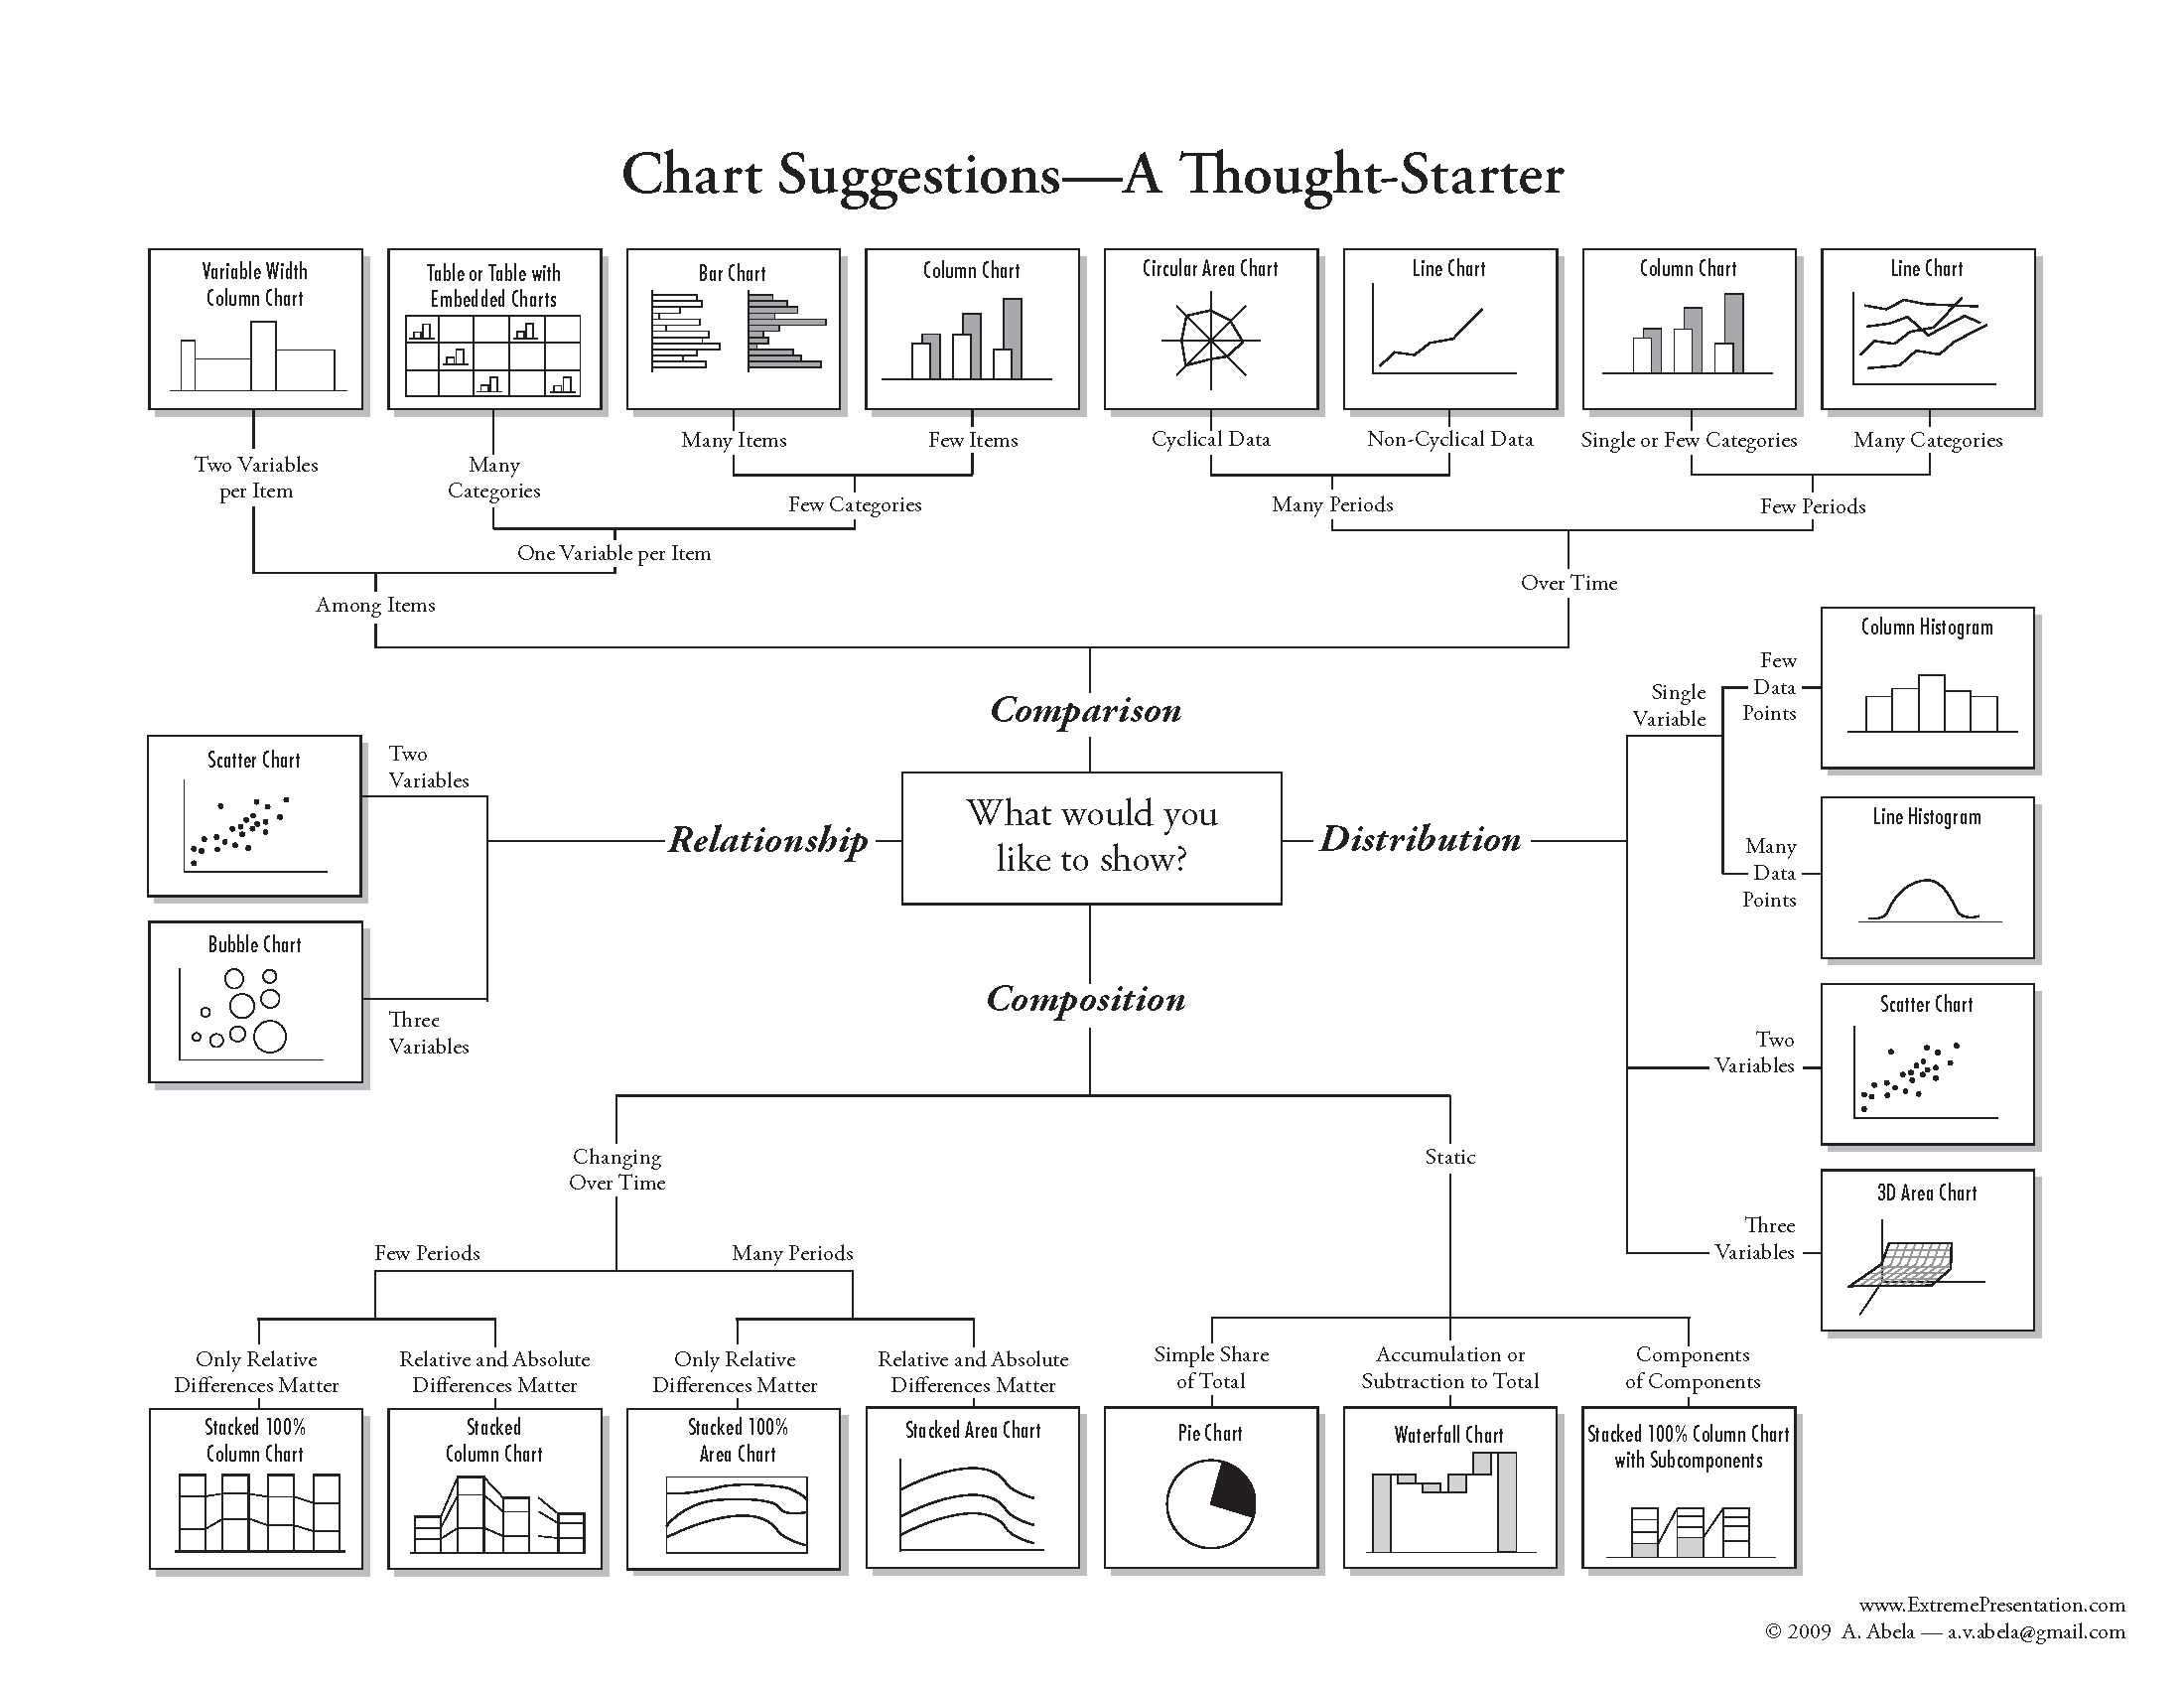 Chart Suggestions—A Thought-Starter
Variable Width
Column Chart
Table or Table with
Embedded Charts
Bar Chart
Column Chart
Circular Area Chart
Line Chart
Column Chart
Line Chart
Two Variables
per Item
Many
Categories
Many Items
Few Items
Cyclical Data
Non-Cyclical Data
Single or Few Categories
Many Categories
Few Categories
Many Periods
Few Periods
One Variable per Item
Among Items
Over Time
Comparison
Relationship
What would you
like to show?
Distribution
Composition
Scatter Chart
Two
Variables
Bubble Chart
Three
Variables
Single
Variable
Few
Data
Points
Column Histogram
Many
Data
Points
Line Histogram
Two
Variables
Scatter Chart
Three
Variables
3D Area Chart
Changing
Over Time
Static
Few Periods
Many Periods
Only Relative
Differences Matter
Relative and Absolute
Differences Matter
Only Relative
Differences Matter
Relative and Absolute
Differences Matter
Simple Share
of Total
Accumulation or
Subtraction to Total
Components
of Components
Stacked 100%
Column Chart
Stacked
Column Chart
Stacked 100%
Area Chart
Stacked Area Chart
Pie Chart
Waterfall Chart
Stacked 100% Column Chart
with Subcomponents
www.ExtremePresentation.com
© 2009 A. Abela — a.v.abela@gmail.com